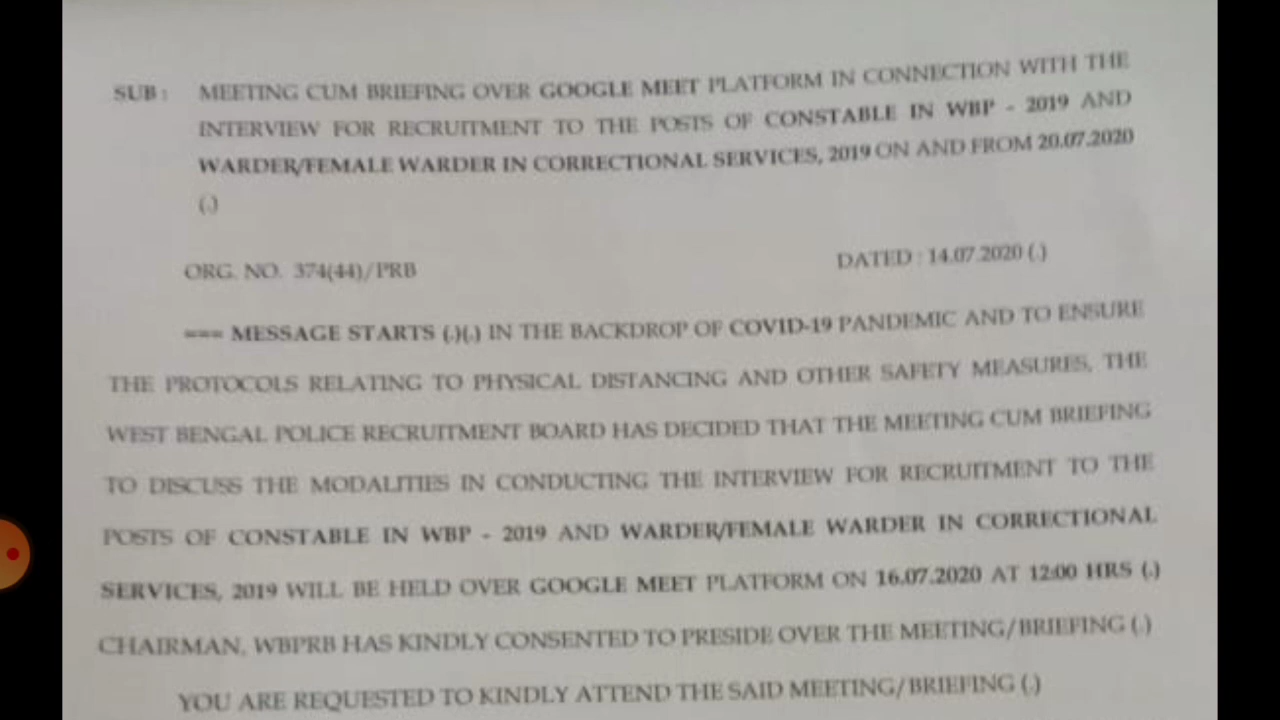 SUB : MEETING CUM BRIEFING OVER GOOGLE MEET PLATFORM IN CONNECTION WITH THE
INTERVIEW FOR RECRUITMENT TO THE POSTS OF CONSTABLE IN WBP - 2019 AND
WARDER/FEMALE WARDER IN CORRECTIONAL SERVICES, 2019 ON AND FROM 20.07.2020
(.)
ORG. NO. 374(44)/PRB DATED : 14.07.2020 (.)
=== MESSAGE STARTS (.)(.) IN THE BACKDROP OF COVID-19 PANDEMIC AND TO ENSURE
THE PROTOCOLS RELATING TO PHYSICAL DISTANCING AND OTHER SAFETY MEASURES, THE
WEST BENGAL POLICE RECRUITMENT BOARD HAS DECIDED THAT THE MEETING CUM BRIEFING
TO DISCUSS THE MODALITIES IN CONDUCTING THE INTERVIEW FOR RECRUITMENT TO THE
POSTS OF CONSTABLE IN WBP - 2019 AND WARDER/FEMALE WARDER IN CORRECTIONAL
SERVICES, 2019 WILL BE HELD OVER GOOGLE MEET PLATFORM ON 16.07.2020 AT 12:00 HRS (.)
CHAIRMAN, WBPRB HAS KINDLY CONSENTED TO PRESIDE OVER THE MEETING/BRIEFING (.)
YOU ARE REQUESTED TO KINDLY ATTEND THE SAID MEETING/BRIEFING (.)